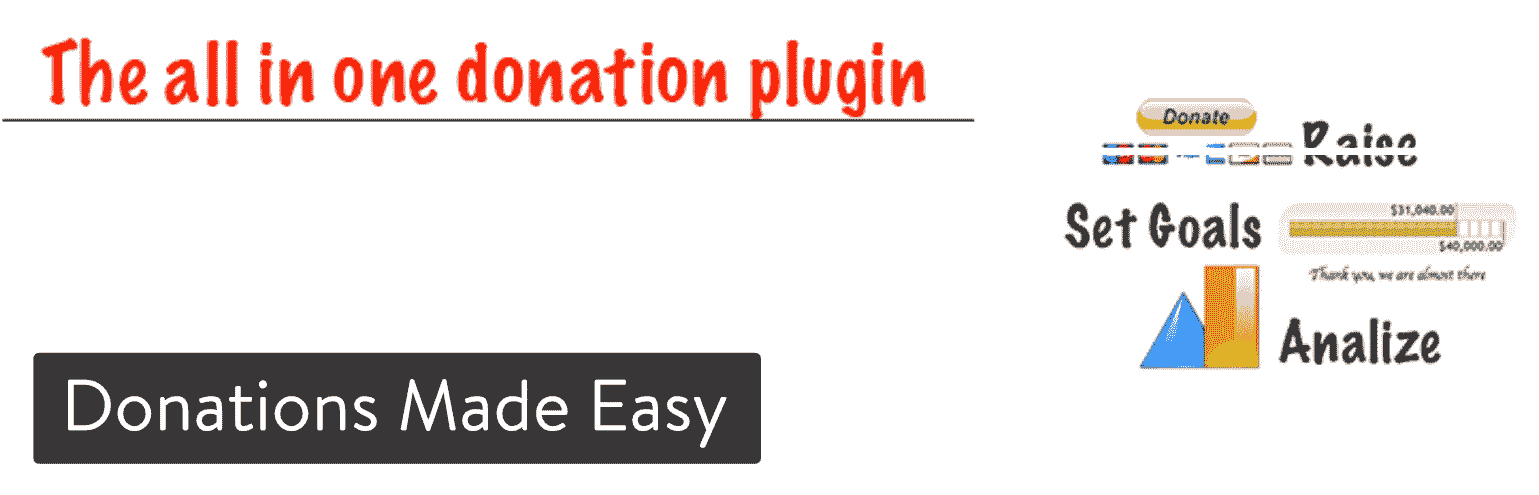 The all in one donation plugin
Donate
Raise
Set Goals
$31,040.00
$40,000.00
Thank you, we are almost there
Analize
Donations Made Easy